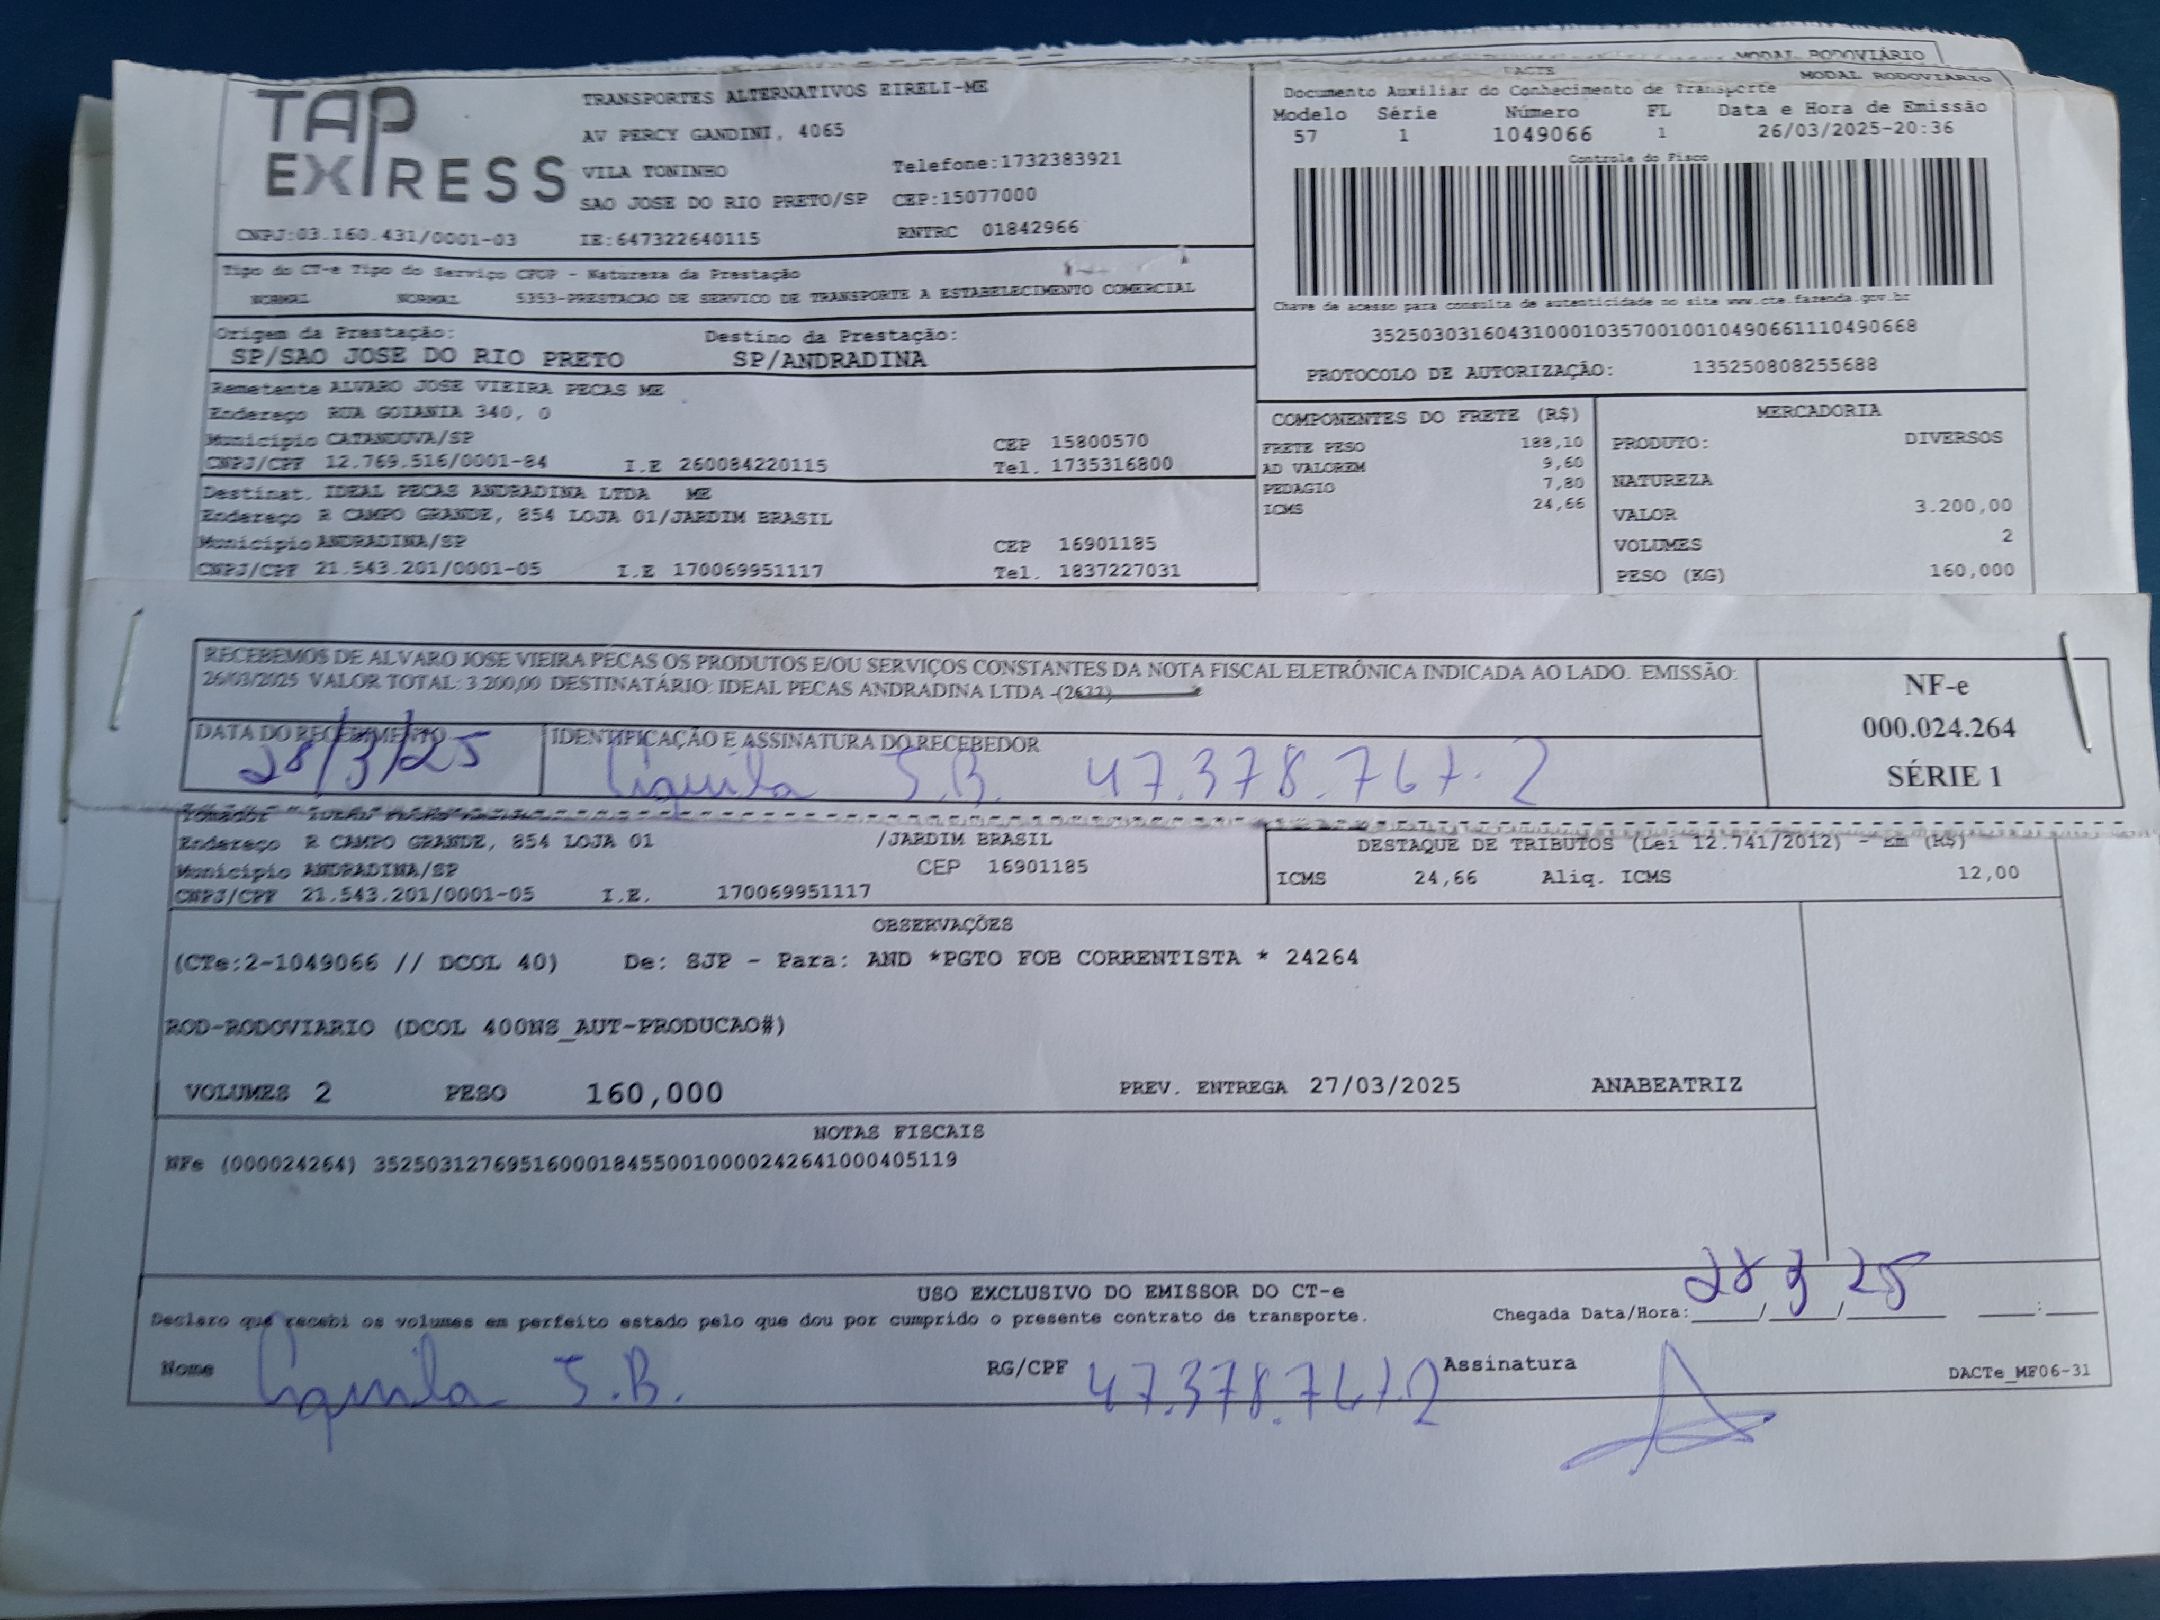 MODAL RODOVIÁRIO
MODAL RODOVIÁRIO
TAP EXPRESS
TRANSPORTES ALTERNATIVOS EIRELI-ME
AV PERCY GANDINI, 4065
VILA TONINHO Telefone:1732383921
SAO JOSE DO RIO PRETO/SP CEP:15077000
CNPJ:03.160.431/0001-03 IE:647322640115 RNTRC 01842966
DACTE
Documento Auxiliar do Conhecimento de Transporte
Modelo Série Número FL Data e Hora de Emissão
57 1 1049066 1 26/03/2025-20:36
Controle do Fisco
Chave de acesso para consulta de autenticidade no site www.cte.fazenda.gov.br
35250303160431000103570010010490661110490668
PROTOCOLO DE AUTORIZAÇÃO: 135250808255688
Tipo do CT-e Tipo do Serviço CFOP - Natureza da Prestação
NORMAL NORMAL 5353-PRESTACAO DE SERVICO DE TRANSPORTE A ESTABELECIMENTO COMERCIAL
Origem da Prestação: Destino da Prestação:
SP/SAO JOSE DO RIO PRETO SP/ANDRADINA
Remetente ALVARO JOSE VIEIRA PECAS ME
Endereço RUA GOIANIA 340, 0
Município CATANDUVA/SP CEP 15800570
CNPJ/CPF 12.769.516/0001-84 I.E 260084220115 Tel. 1735316800
Destinat. IDEAL PECAS ANDRADINA LTDA ME
Endereço R CAMPO GRANDE, 854 LOJA 01/JARDIM BRASIL
Município ANDRADINA/SP CEP 16901185
CNPJ/CPF 21.543.201/0001-05 I.E 170069951117 Tel. 1837227031
COMPONENTES DO FRETE (R$)
FRETE PESO 188,10
AD VALOREM 9,60
PEDAGIO 7,80
ICMS 24,66
MERCADORIA
PRODUTO: DIVERSOS
NATUREZA
VALOR 3.200,00
VOLUMES 2
PESO (KG) 160,000
RECEBEMOS DE ALVARO JOSE VIEIRA PECAS OS PRODUTOS E/OU SERVIÇOS CONSTANTES DA NOTA FISCAL ELETRÔNICA INDICADA AO LADO. EMISSÃO:
26/03/2025 VALOR TOTAL: 3.200,00 DESTINATÁRIO: IDEAL PECAS ANDRADINA LTDA -(2622)
DATA DO RECEBIMENTO IDENTIFICAÇÃO E ASSINATURA DO RECEBEDOR
28/3/25 S.B. 47.378.767-2
NF-e
000.024.264
SÉRIE 1
Tomador
Endereço R CAMPO GRANDE, 854 LOJA 01 /JARDIM BRASIL
Município ANDRADINA/SP CEP 16901185
CNPJ/CPF 21.543.201/0001-05 I.E. 170069951117
DESTAQUE DE TRIBUTOS (Lei 12.741/2012) - Em (R$)
ICMS 24,66 Aliq. ICMS 12,00
OBSERVAÇÕES
(CTe:2-1049066 // DCOL 40) De: SJP - Para: AND *PGTO FOB CORRENTISTA * 24264
ROD-RODOVIARIO (DCOL 400NS_AUT-PRODUCAO#)
VOLUMES 2 PESO 160,000 PREV. ENTREGA 27/03/2025 ANABEATRIZ
NOTAS FISCAIS
NFe (000024264) 35250312769516000184550010000242641000405119
USO EXCLUSIVO DO EMISSOR DO CT-e
Declaro que recebi os volumes em perfeito estado pelo que dou por cumprido o presente contrato de transporte. Chegada Data/Hora: 28/3/25
Nome S.B. RG/CPF 47.378.767.2 Assinatura
DACTe_MF06-31